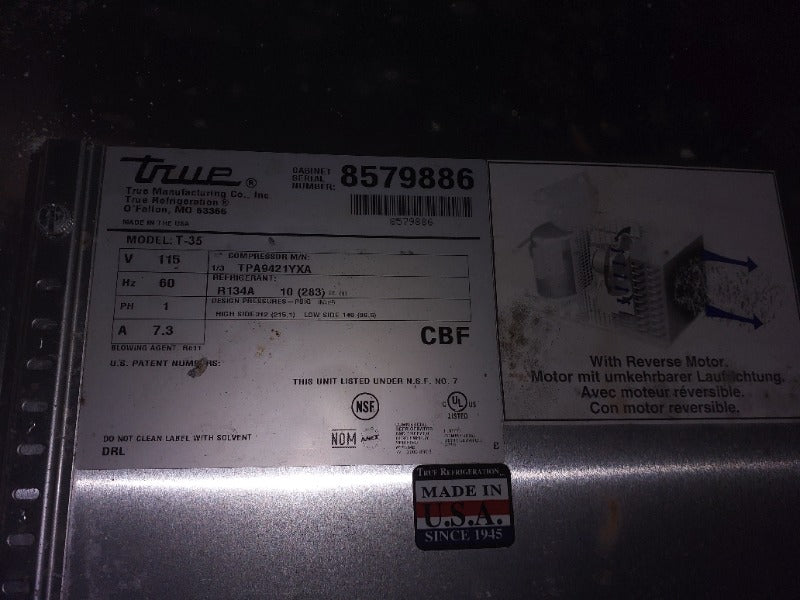 true®
True Manufacturing Co., Inc.
True Refrigeration®
O'Fallon, MO 63366
MADE IN THE USA
CABINET SERIAL NUMBER: 8579886
8579886
MODEL: T-35
V 115
Hz 60
PH 1
A 7.3
COMPRESSOR M/N:
1/3 TPA9421YXA
REFRIGERANT:
R134A 10 (283)
DESIGN PRESSURES-PSIG
HIGH SIDE LOW SIDE
BLOWING AGENT:
CBF
U.S. PATENT NUMBERS:
THIS UNIT LISTED UNDER N.S.F. NO. 7
NSF
C UL US
LISTED
NOM ANCE
DO NOT CLEAN LABEL WITH SOLVENT
DRL
With Reverse Motor.
Motor mit umkehrbarer Laufrichtung.
Avec moteur réversible.
Con motor reversible.
TRUE REFRIGERATION
MADE IN
U.S.A.
SINCE 1945